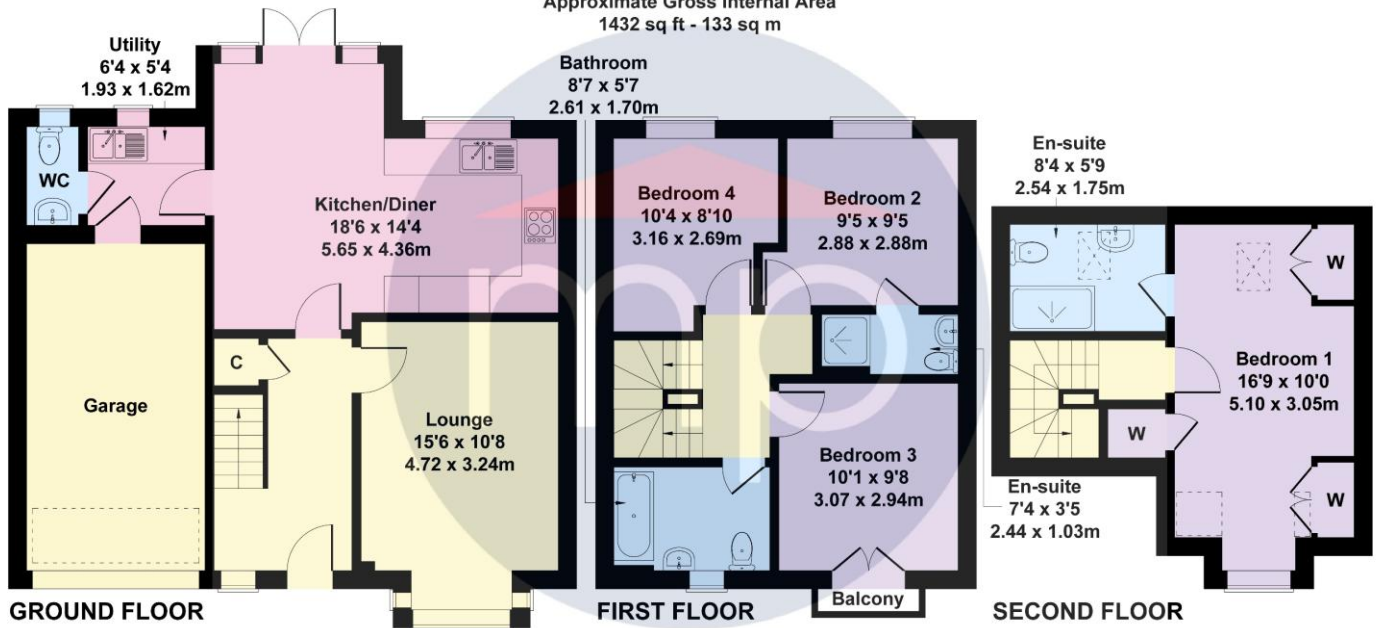 Approximate Gross Internal Area
1432 sq ft - 133 sq m
Utility
6'4 x 5'4
1.93 x 1.62m
WC
Kitchen/Diner
18'6 x 14'4
5.65 x 4.36m
C
Garage
Lounge
15'6 x 10'8
4.72 x 3.24m
GROUND FLOOR
Bathroom
8'7 x 5'7
2.61 x 1.70m
Bedroom 4
10'4 x 8'10
3.16 x 2.69m
Bedroom 2
9'5 x 9'5
2.88 x 2.88m
Bedroom 3
10'1 x 9'8
3.07 x 2.94m
Balcony
FIRST FLOOR
En-suite
8'4 x 5'9
2.54 x 1.75m
W
Bedroom 1
16'9 x 10'0
5.10 x 3.05m
W
W
En-suite
7'4 x 3'5
2.44 x 1.03m
SECOND FLOOR
mp